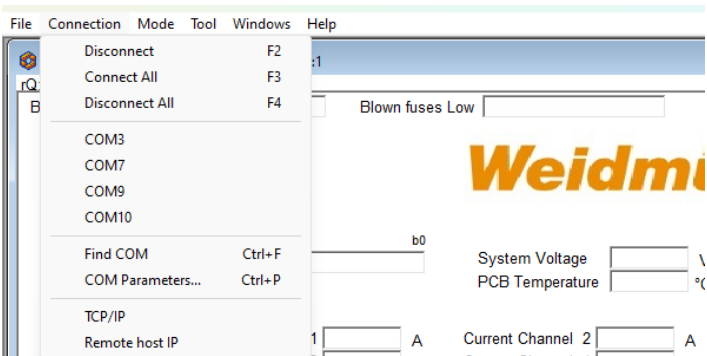 File Connection Mode Tool Windows Help
Disconnect F2
:1
Connect All F3
Disconnect All F4
Blown fuses Low
COM3
COM7
COM9
COM10
b0
Find COM Ctrl+F
System Voltage
COM Parameters... Ctrl+P
PCB Temperature
TCP/IP
Remote host IP
1 A
Current Channel 2 A